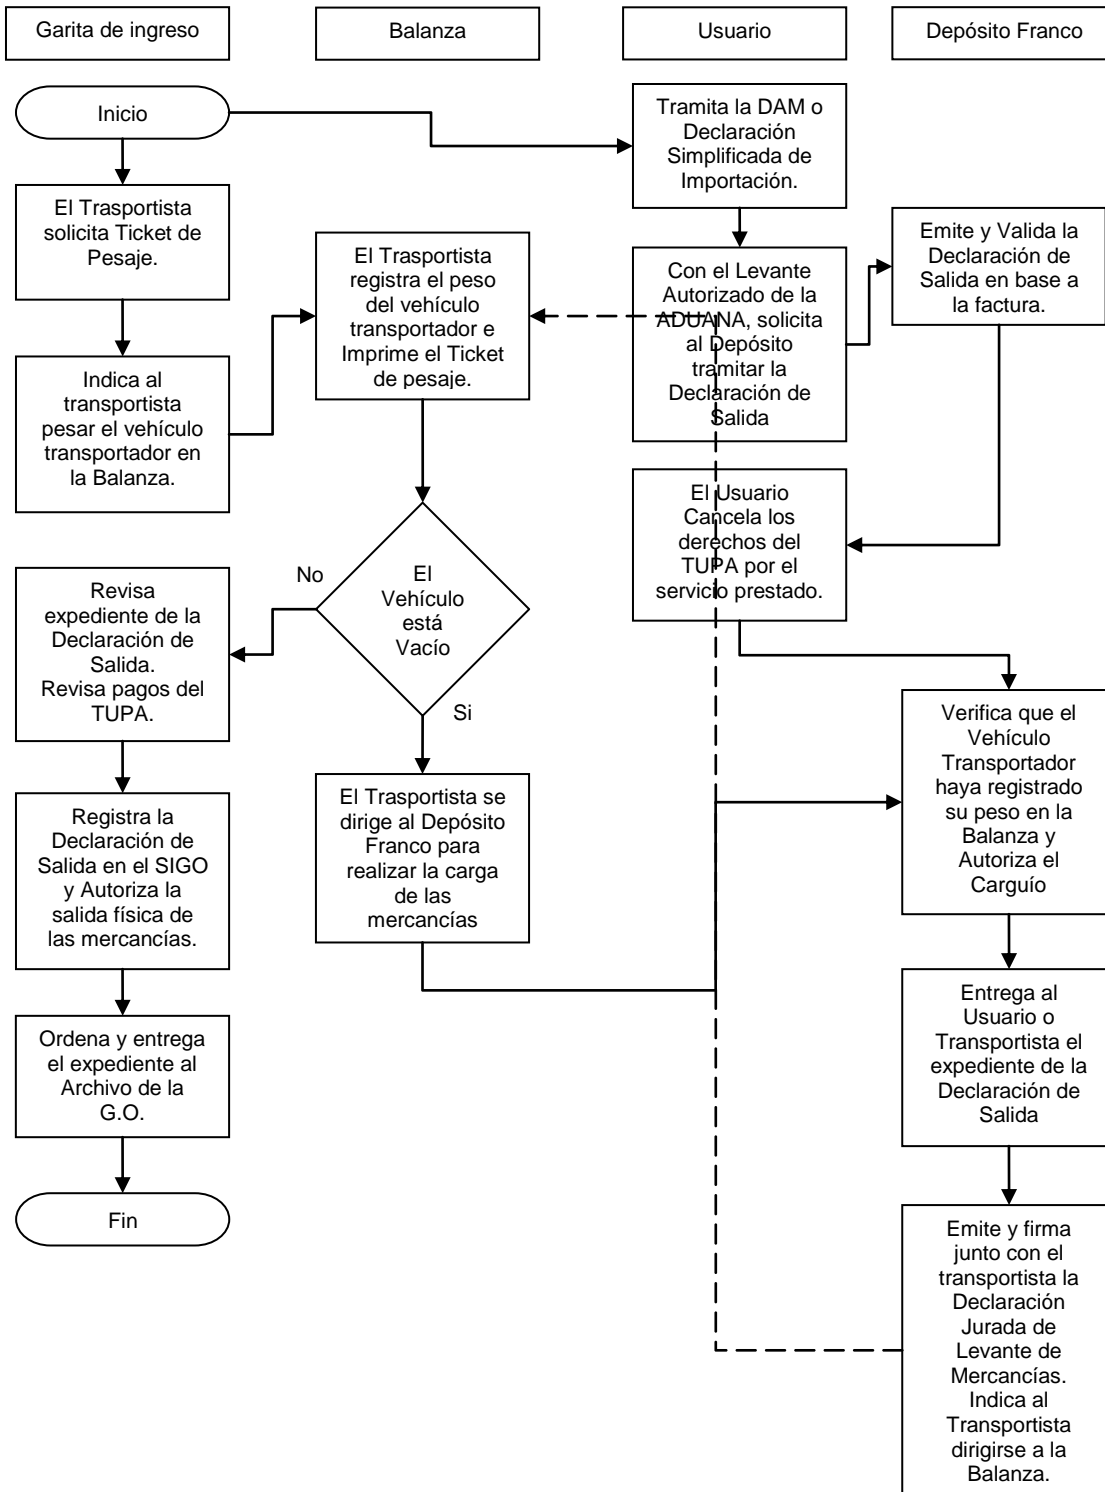 Garita de ingreso
Balanza
Usuario
Depósito Franco
Inicio
El Trasportista
solicita Ticket de
Pesaje.
Indica al
transportista
pesar el vehículo
transportador en
la Balanza.
Revisa
expediente de la
Declaración de
Salida.
Revisa pagos del
TUPA.
Registra la
Declaración de
Salida en el SIGO
y Autoriza la
salida física de
las mercancías.
Ordena y entrega
el expediente al
Archivo de la
G.O.
Fin
El Trasportista
registra el peso
del vehículo
transportador e
Imprime el Ticket
de pesaje.
No
El
Vehículo
está
Vacío
Si
El Trasportista se
dirige al Depósito
Franco para
realizar la carga
de las
mercancías
Tramita la DAM o
Declaración
Simplificada de
Importación.
Con el Levante
Autorizado de la
ADUANA, solicita
al Depósito
tramitar la
Declaración de
Salida
El Usuario
Cancela los
derechos del
TUPA por el
servicio prestado.
Emite y Valida la
Declaración de
Salida en base a
la factura.
Verifica que el
Vehículo
Transportador
haya registrado
su peso en la
Balanza y
Autoriza el
Carguío
Entrega al
Usuario o
Transportista el
expediente de la
Declaración de
Salida
Emite y firma
junto con el
transportista la
Declaración
Jurada de
Levante de
Mercancías.
Indica al
Transportista
dirigirse a la
Balanza.